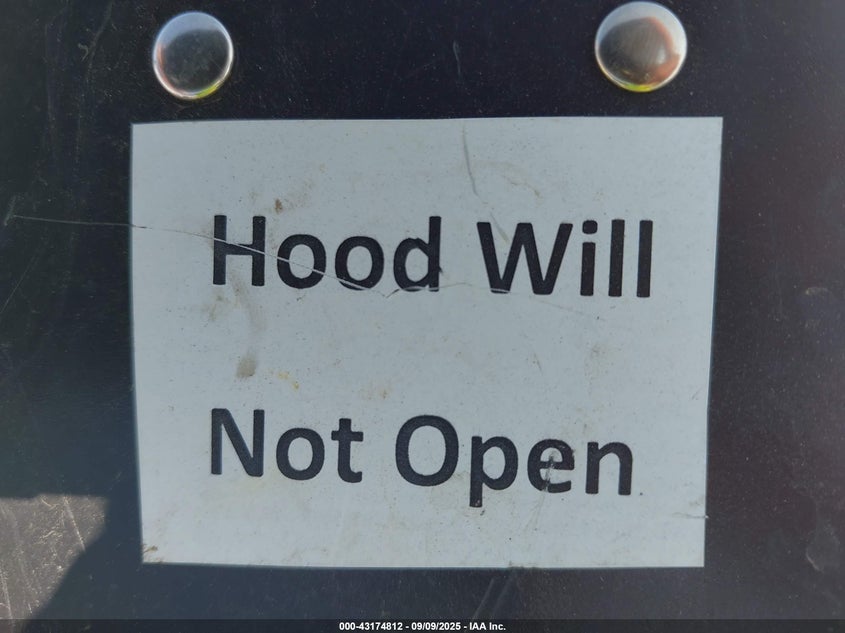 Hood Will
Not Open
000-43174812 - 09/09/2025 - IAA Inc.